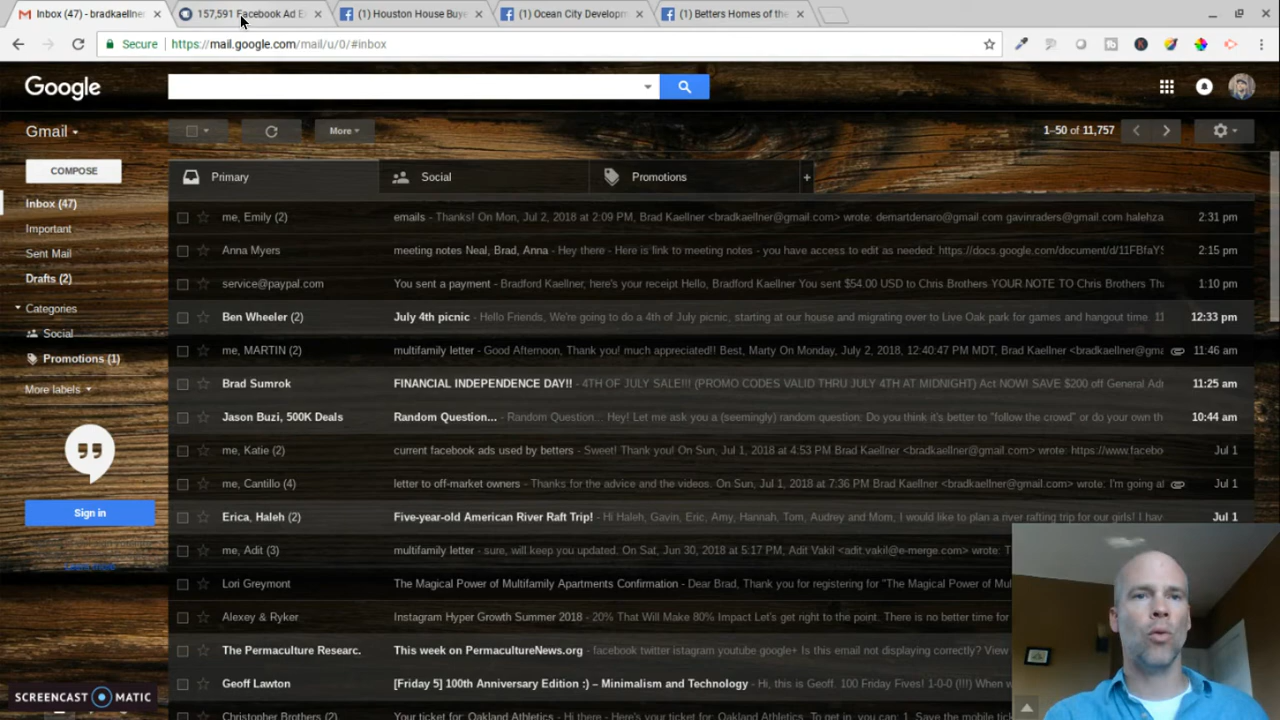 Inbox (47) - bradkaellner 157,591 Facebook Ad E (1) Houston House Buye (1) Ocean City Developm (1) Betters Homes of the
Secure https://mail.google.com/mail/u/0/#inbox
Google
Gmail More 1–50 of 11,757
COMPOSE
Inbox (47)
Important
Sent Mail
Drafts (2)
Categories
Social
Promotions (1)
More labels
Sign in
Primary Social Promotions +
me, Emily (2) emails - Thanks! On Mon, Jul 2, 2018 at 2:09 PM, Brad Kaellner <bradkaellner@gmail.com> wrote: demartdenaro@gmail com gavinraders@gmail com halehza 2:31 pm
Anna Myers meeting notes Neal, Brad, Anna - Hey there - Here is link to meeting notes - you have access to edit as needed: https://docs.google.com/document/d/11FBfaY 2:15 pm
service@paypal.com You sent a payment - Bradford Kaellner, here's your receipt Hello, Bradford Kaellner You sent $54.00 USD to Chris Brothers YOUR NOTE TO Chris Brothers Th 1:10 pm
Ben Wheeler (2) July 4th picnic - Hello Friends, We're going to do a 4th of July picnic, starting at our house and migrating over to Live Oak park for games and hangout time. 11 12:33 pm
me, MARTIN (2) multifamily letter - Good Afternoon, Thank you! much appreciated!! Best, Marty On Monday, July 2, 2018, 12:40:47 PM MDT, Brad Kaellner <bradkaellner@gma 11:46 am
Brad Sumrok FINANCIAL INDEPENDENCE DAY!! - 4TH OF JULY SALE!!! (PROMO CODES VALID THRU JULY 4TH AT MIDNIGHT) Act NOW! SAVE $200 off General Adr 11:25 am
Jason Buzi, 500K Deals Random Question... - Random Question... Hey! Let me ask you a (seemingly) random question: Do you think it's better to "follow the crowd" or do your own th 10:44 am
me, Katie (2) current facebook ads used by betters - Sweet! Thank you! On Sun, Jul 1, 2018 at 4:53 PM Brad Kaellner <bradkaellner@gmail.com> wrote: https://www.facebo Jul 1
me, Cantillo (4) letter to off-market owners - Thanks for the advice and the videos. On Sun, Jul 1, 2018 at 7:36 PM Brad Kaellner <bradkaellner@gmail.com> wrote: I'm going al Jul 1
Erica, Haleh (2) Five-year-old American River Raft Trip! - Hi Haleh, Gavin, Eric, Amy, Hannah, Tom, Audrey and Mom, I would like to plan a river rafting trip for our girls! I hav Jul 1
me, Adit (3) multifamily letter - sure, will keep you updated. On Sat, Jun 30, 2018 at 5:17 PM, Adit Vakil <adit.vakil@e-merge.com> wrote: T
Lori Greymont The Magical Power of Multifamily Apartments Confirmation - Dear Brad, Thank you for registering for "The Magical Power of Mul
Alexey & Ryker Instagram Hyper Growth Summer 2018 - 20% That Will Make 80% Impact Let's get right to the point. There is no better time for
The Permaculture Researc. This week on PermacultureNews.org - facebook twitter istagram youtube google+ Is this email not displaying correctly? View
Geoff Lawton [Friday 5] 100th Anniversary Edition :) – Minimalism and Technology - Hi, this is Geoff. 100 Friday Fives! 1-0-0 (!!!) When w
Christopher Brothers (2) Your ticket for: Oakland Athletics - Hi there - Here's your ticket for: Oakland Athletics. To get in, you can: 1. Save the mobile tic
SCREENCAST MATIC